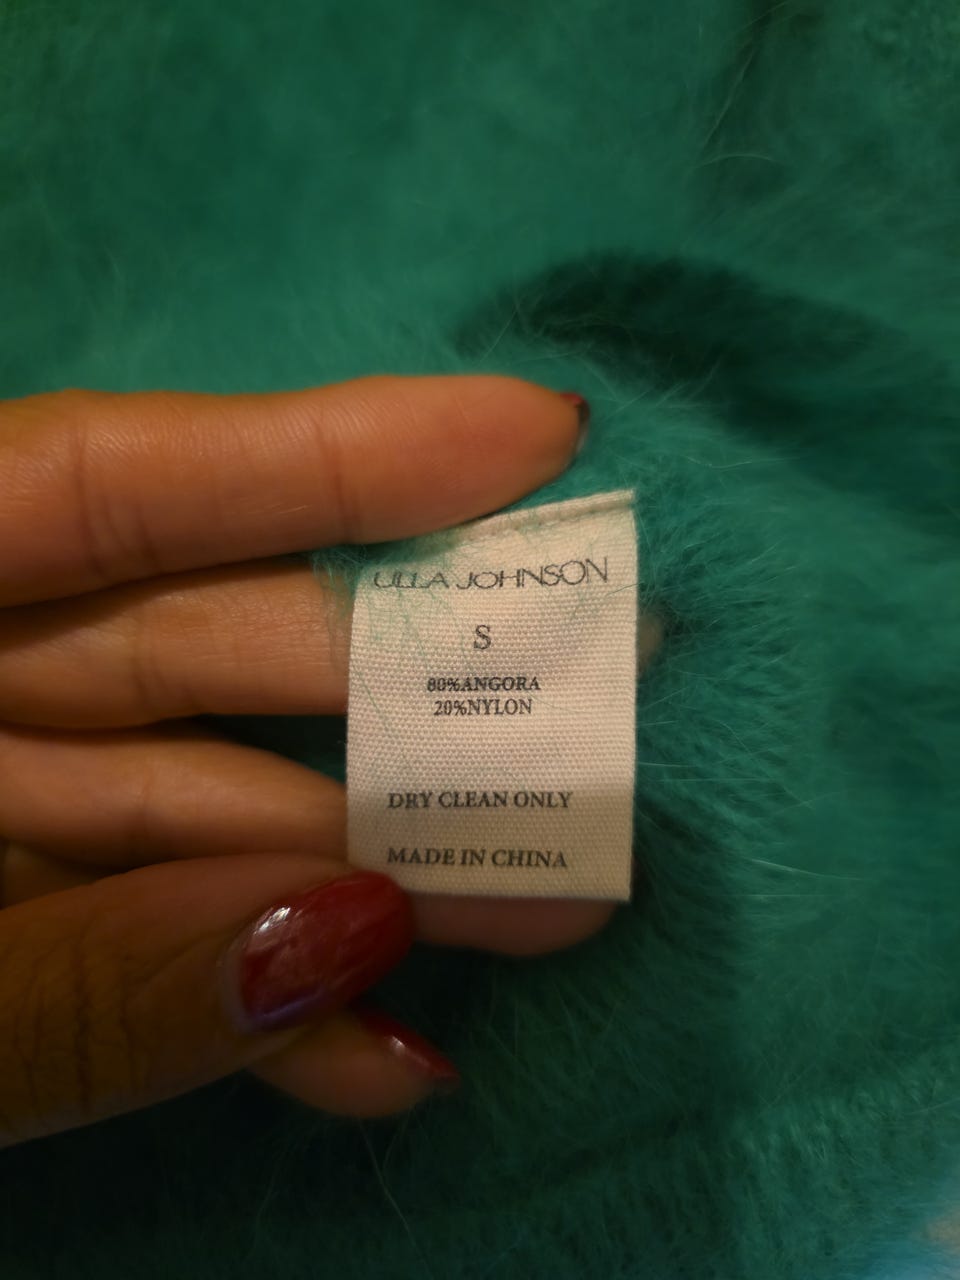 ULLA JOHNSON
S
80%ANGORA
20%NYLON
DRY CLEAN ONLY
MADE IN CHINA